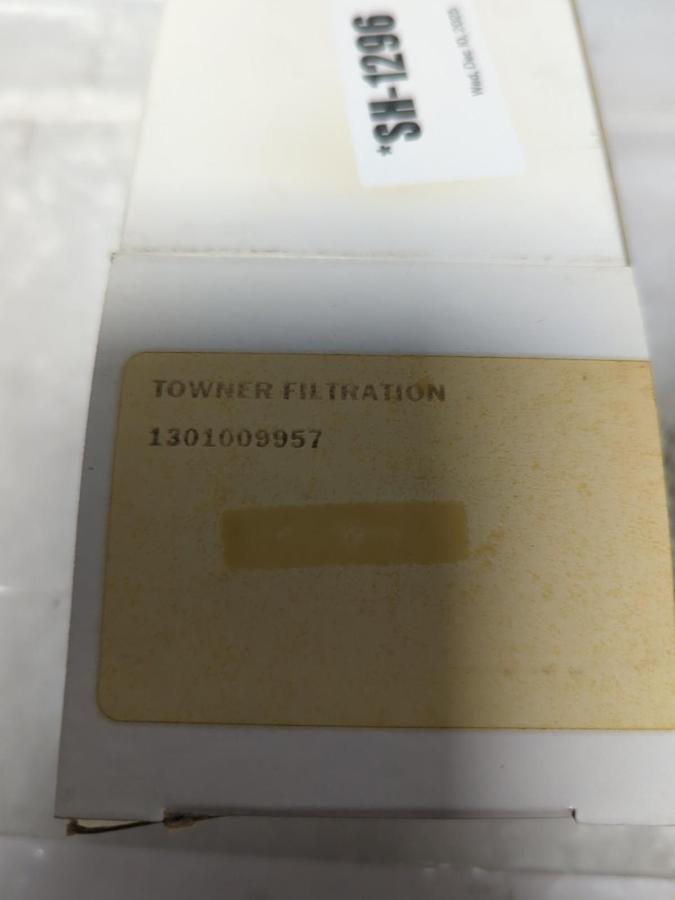 *SH-1296
TOWNER FILTRATION
1301009957